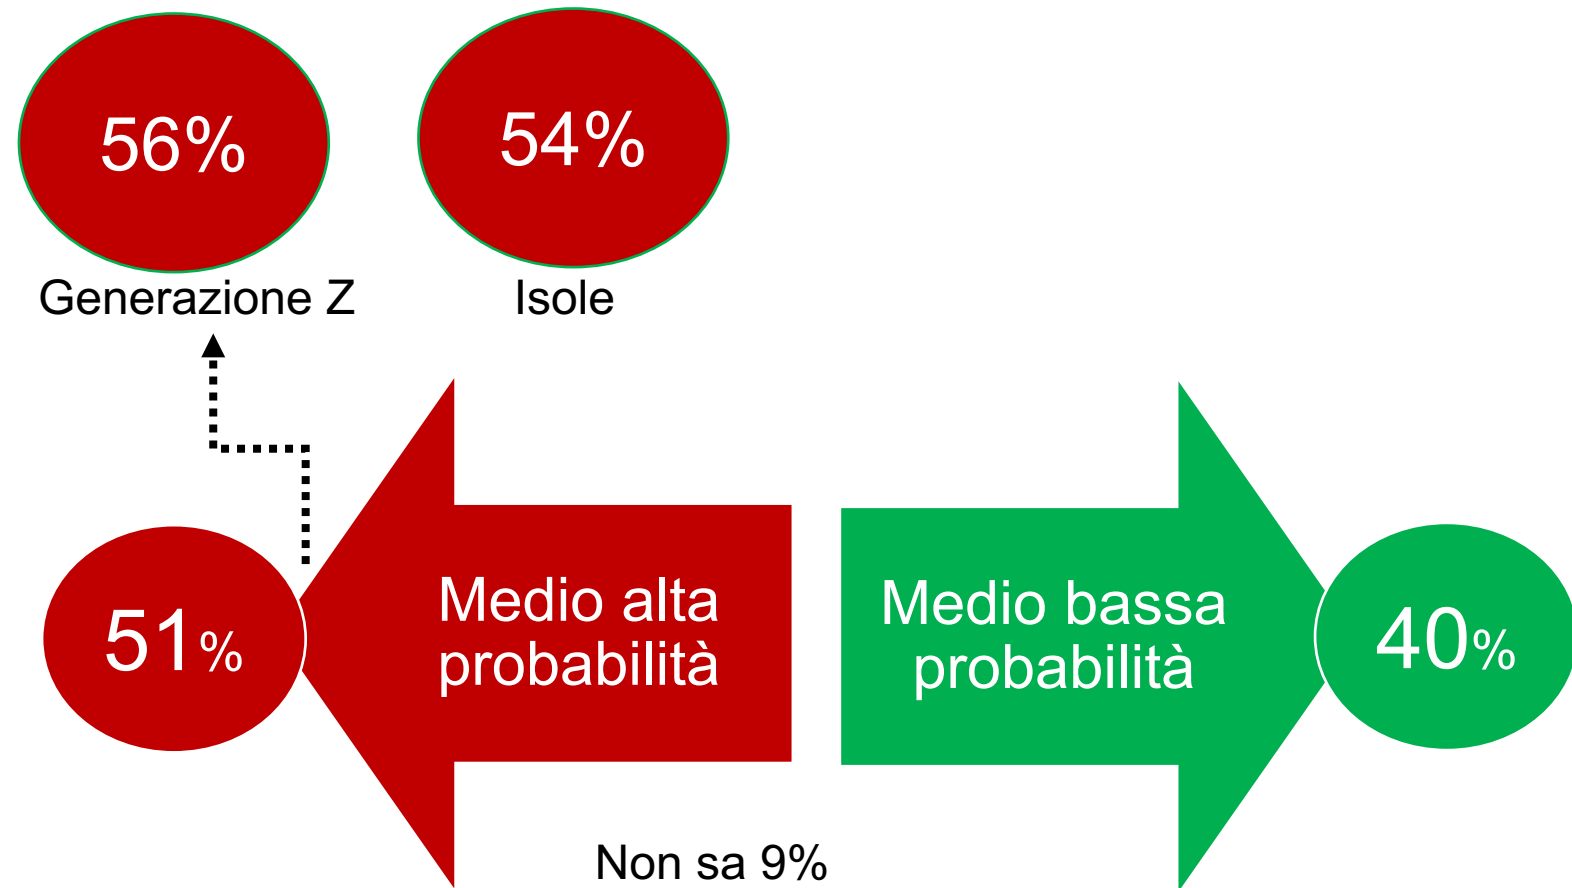 56%
54%
Generazione Z
Isole
51%
Medio alta
probabilità
Medio bassa
probabilità
40%
Non sa 9%